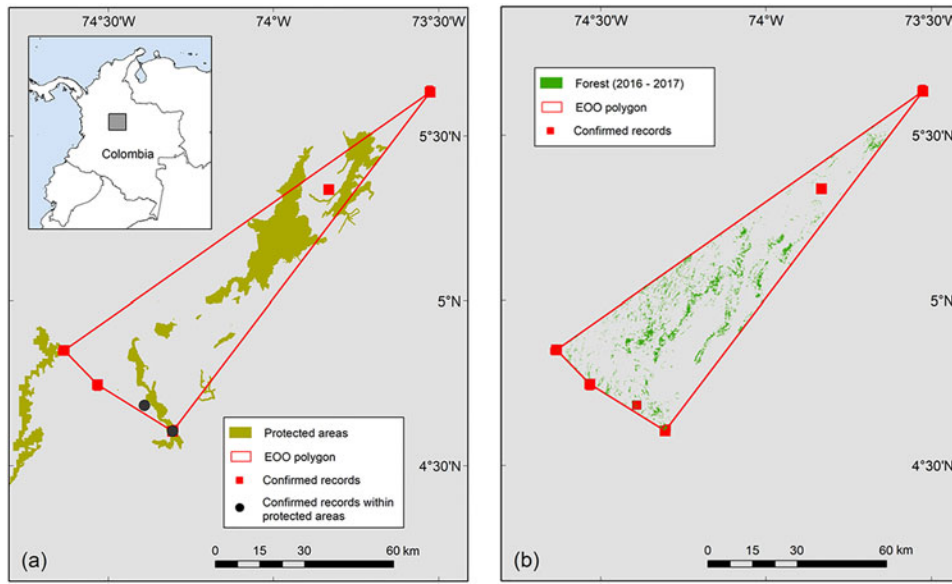 74°30'W 74°W 73°30'W
Colombia
5°30'N
5°N
4°30'N
Protected areas
EOO polygon
Confirmed records
Confirmed records within
protected areas
(a)
0 15 30 60 km
74°30'W 74°W 73°30'W
Forest (2016 - 2017)
EOO polygon
Confirmed records
5°30'N
5°N
4°30'N
(b)
0 15 30 60 km